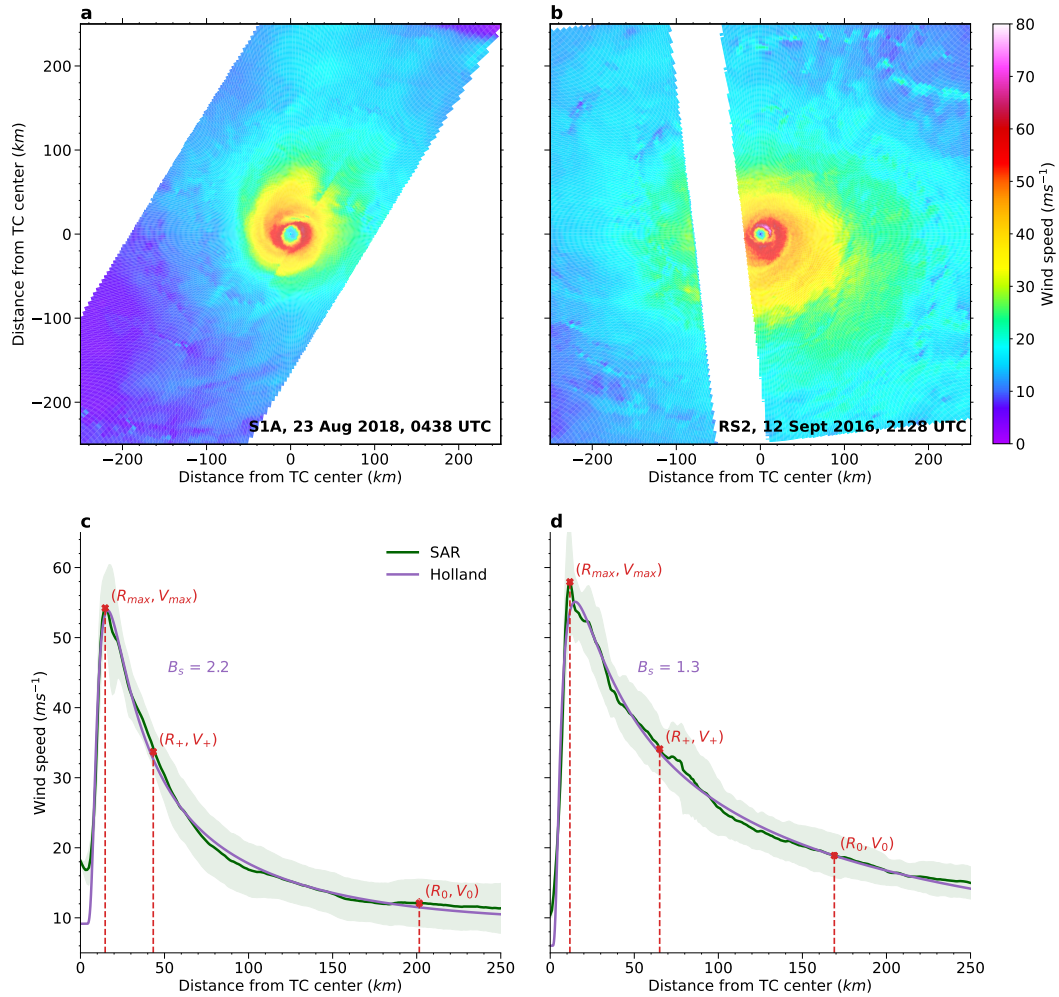 a
b
200
100
0
−100
−200
Distance from TC center (km)
−200 −100 0 100 200
Distance from TC center (km)
S1A, 23 Aug 2018, 0438 UTC
−200 −100 0 100 200
Distance from TC center (km)
RS2, 12 Sept 2016, 2128 UTC
80
70
60
50
40
30
20
10
0
Wind speed (ms⁻¹)
c
60
50
40
30
20
10
Wind speed (ms⁻¹)
SAR
Holland
(Rmax, Vmax)
Bs = 2.2
(R+, V+)
(R0, V0)
0 50 100 150 200 250
Distance from TC center (km)
d
(Rmax, Vmax)
Bs = 1.3
(R+, V+)
(R0, V0)
0 50 100 150 200 250
Distance from TC center (km)